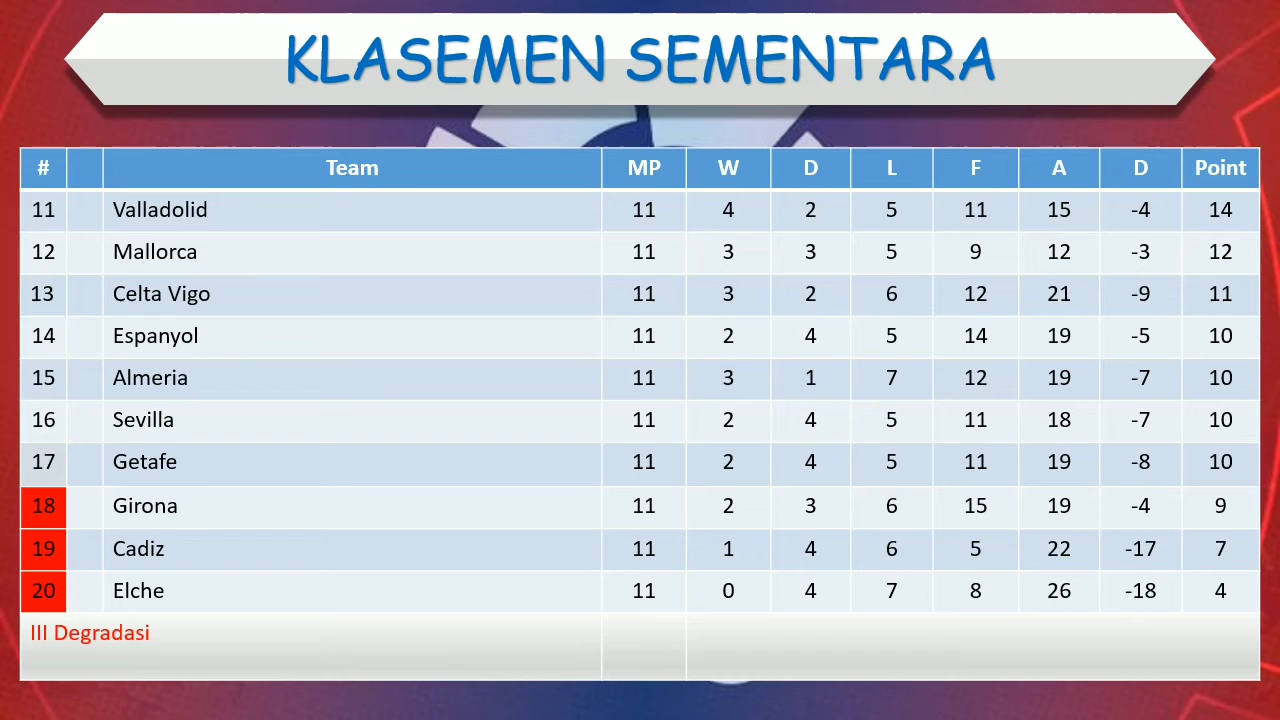 KLASEMEN SEMENTARA
# Team MP W D L F A D Point
11 Valladolid 11 4 2 5 11 15 -4 14
12 Mallorca 11 3 3 5 9 12 -3 12
13 Celta Vigo 11 3 2 6 12 21 -9 11
14 Espanyol 11 2 4 5 14 19 -5 10
15 Almeria 11 3 1 7 12 19 -7 10
16 Sevilla 11 2 4 5 11 18 -7 10
17 Getafe 11 2 4 5 11 19 -8 10
18 Girona 11 2 3 6 15 19 -4 9
19 Cadiz 11 1 4 6 5 22 -17 7
20 Elche 11 0 4 7 8 26 -18 4
III Degradasi